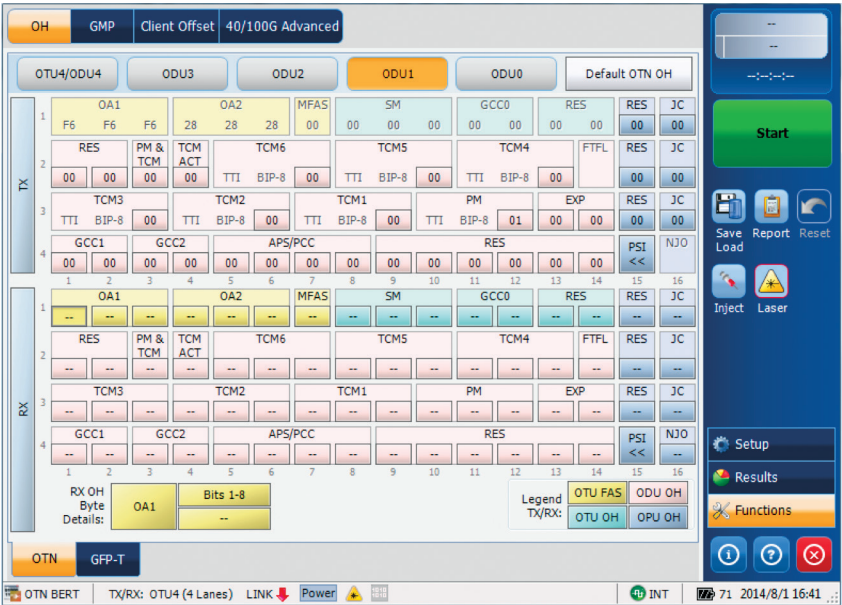 OH GMP Client Offset 40/100G Advanced
OTU4/ODU4 ODU3 ODU2 ODU1 ODU0 Default OTN OH
TX
OA1 OA2 MFAS SM GCC0 RES RES JC
1 F6 F6 F6 28 28 28 00 00 00 00 00 00 00 00 00 00
RES PM & TCM TCM ACT TCM6 TCM5 TCM4 FTFL RES JC
2 00 00 00 00 TTI BIP-8 00 TTI BIP-8 00 TTI BIP-8 00 00 00
TCM3 TCM2 TCM1 PM EXP RES JC
3 TTI BIP-8 00 TTI BIP-8 00 TTI BIP-8 00 TTI BIP-8 01 00 00 00 00
GCC1 GCC2 APS/PCC RES PSI NJO
4 00 00 00 00 00 00 00 00 00 00 00 00 00 00 <<
1 2 3 4 5 6 7 8 9 10 11 12 13 14 15 16
RX
OA1 OA2 MFAS SM GCC0 RES RES JC
1 -- -- -- -- -- -- -- -- -- -- -- -- -- -- -- --
RES PM & TCM TCM ACT TCM6 TCM5 TCM4 FTFL RES JC
2 -- -- -- -- -- -- -- -- -- -- -- -- -- -- -- --
TCM3 TCM2 TCM1 PM EXP RES JC
3 -- -- -- -- -- -- -- -- -- -- -- -- -- -- -- --
GCC1 GCC2 APS/PCC RES PSI NJO
4 -- -- -- -- -- -- -- -- -- -- -- -- -- -- << --
1 2 3 4 5 6 7 8 9 10 11 12 13 14 15 16
RX OH
Byte
Details:
OA1
Bits 1-8
--
Legend
TX/RX:
OTU FAS ODU OH
OTU OH OPU OH
OTN GFP-T
--
--
--:--:--
Start
Save Load Report Reset
Inject Laser
Setup
Results
Functions
OTN BERT TX/RX: OTU4 (4 Lanes) LINK Power INT 71 2014/8/1 16:41